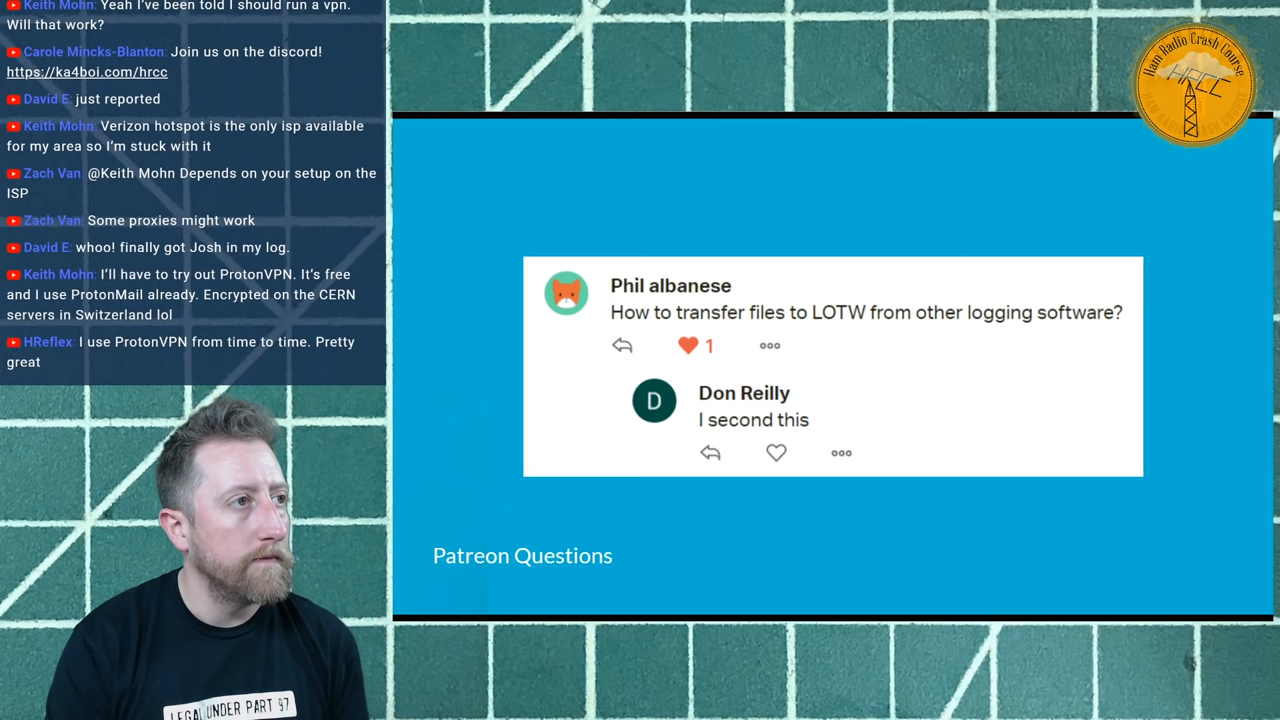 Keith Mohn: Yeah I've been told I should run a vpn.
Will that work?
Carole Mincks-Blanton: Join us on the discord!
https://ka4boi.com/hrcc
David E: just reported
Keith Mohn: Verizon hotspot is the only isp available
for my area so I'm stuck with it
Zach Van: @Keith Mohn Depends on your setup on the
ISP
Zach Van: Some proxies might work
David E: whoo! finally got Josh in my log.
Keith Mohn: I'll have to try out ProtonVPN. It's free
and I use ProtonMail already. Encrypted on the CERN
servers in Switzerland lol
HReflex: I use ProtonVPN from time to time. Pretty
great
Ham Radio Crash Course
HRCC
Phil albanese
How to transfer files to LOTW from other logging software?
1
D
Don Reilly
I second this
Patreon Questions
LEGAL UNDER PART 97